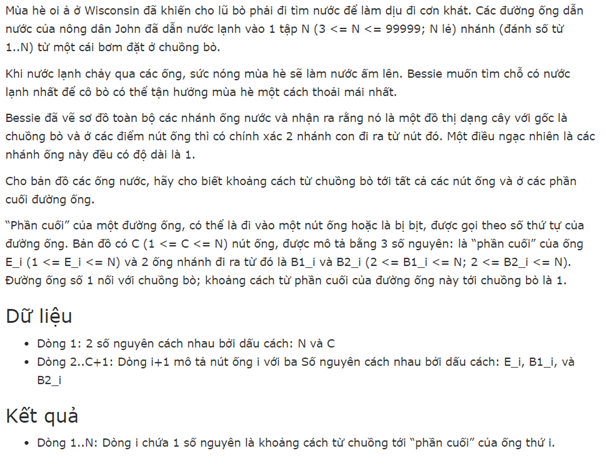 Mùa hè oi ả ở Wisconsin đã khiến cho lũ bò phải đi tìm nước để làm dịu đi cơn khát. Các đường ống dẫn
nước của nông dân John đã dẫn nước lạnh vào 1 tập N (3 <= N <= 99999; N lẻ) nhánh (đánh số từ
1..N) từ một cái bơm đặt ở chuồng bò.
Khi nước lạnh chảy qua các ống, sức nóng mùa hè sẽ làm nước ấm lên. Bessie muốn tìm chỗ có nước
lạnh nhất để cô bò có thể tận hưởng mùa hè một cách thoải mái nhất.
Bessie đã vẽ sơ đồ toàn bộ các nhánh ống nước và nhận ra rằng nó là một đồ thị dạng cây với gốc là
chuồng bò và ở các điểm nút ống thì có chính xác 2 nhánh con đi ra từ nút đó. Một điều ngạc nhiên là các
nhánh ống này đều có độ dài là 1.
Cho bản đồ các ống nước, hãy cho biết khoảng cách từ chuồng bò tới tất cả các nút ống và ở các phần
cuối đường ống.
“Phần cuối” của một đường ống, có thể là đi vào một nút ống hoặc là bị bịt, được gọi theo số thứ tự của
đường ống. Bản đồ có C (1 <= C <= N) nút ống, được mô tả bằng 3 số nguyên: là “phần cuối” của ống
E_i (1 <= E_i <= N) và 2 ống nhánh đi ra từ đó là B1_i và B2_i (2 <= B1_i <= N; 2 <= B2_i <= N).
Đường ống số 1 nối với chuồng bò; khoảng cách từ phần cuối của đường ống này tới chuồng bò là 1.
Dữ liệu
• Dòng 1: 2 số nguyên cách nhau bởi dấu cách: N và C
• Dòng 2..C+1: Dòng i+1 mô tả nút ống i với ba Số nguyên cách nhau bởi dấu cách: E_i, B1_i, và
B2_i
Kết quả
• Dòng 1..N: Dòng i chứa 1 số nguyên là khoảng cách từ chuồng tới “phần cuối” của ống thứ i.